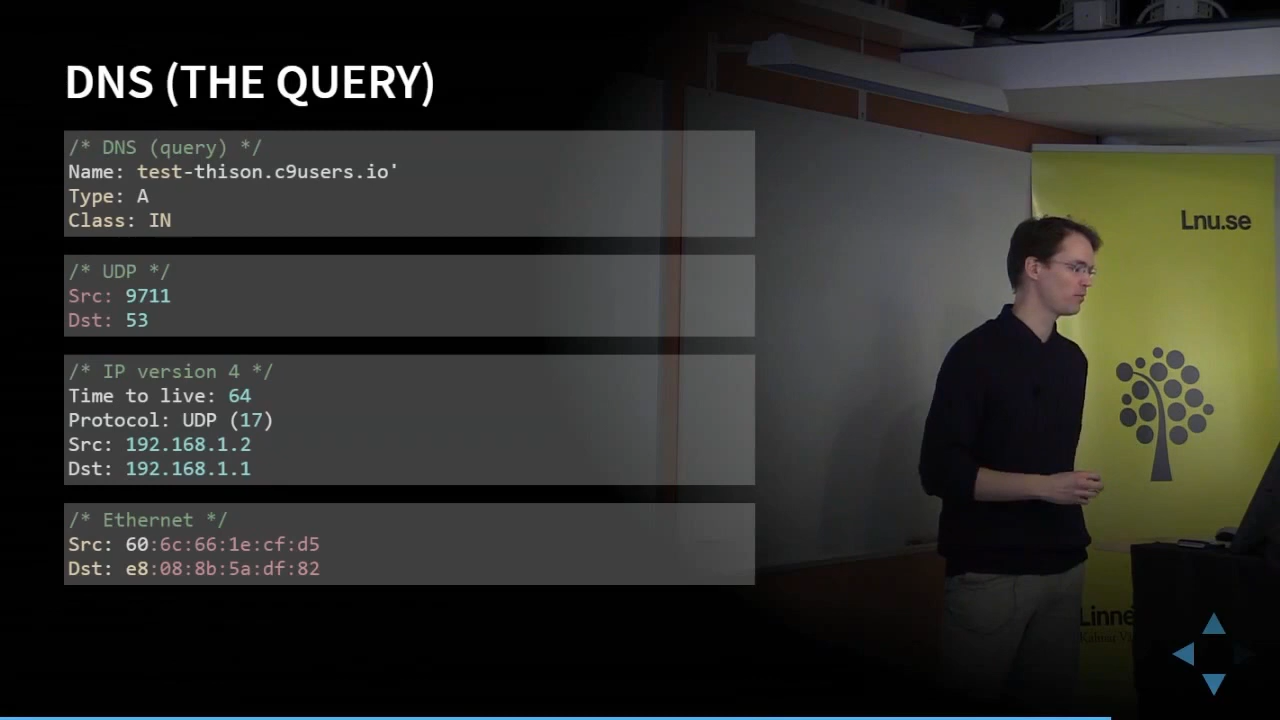 DNS (THE QUERY)
/* DNS (query) */
Name: test-thison.c9users.io'
Type: A
Class: IN
/* UDP */
Src: 9711
Dst: 53
/* IP version 4 */
Time to live: 64
Protocol: UDP (17)
Src: 192.168.1.2
Dst: 192.168.1.1
/* Ethernet */
Src: 60:6c:66:1e:cf:d5
Dst: e8:08:8b:5a:df:82
Lnu.se
Linné